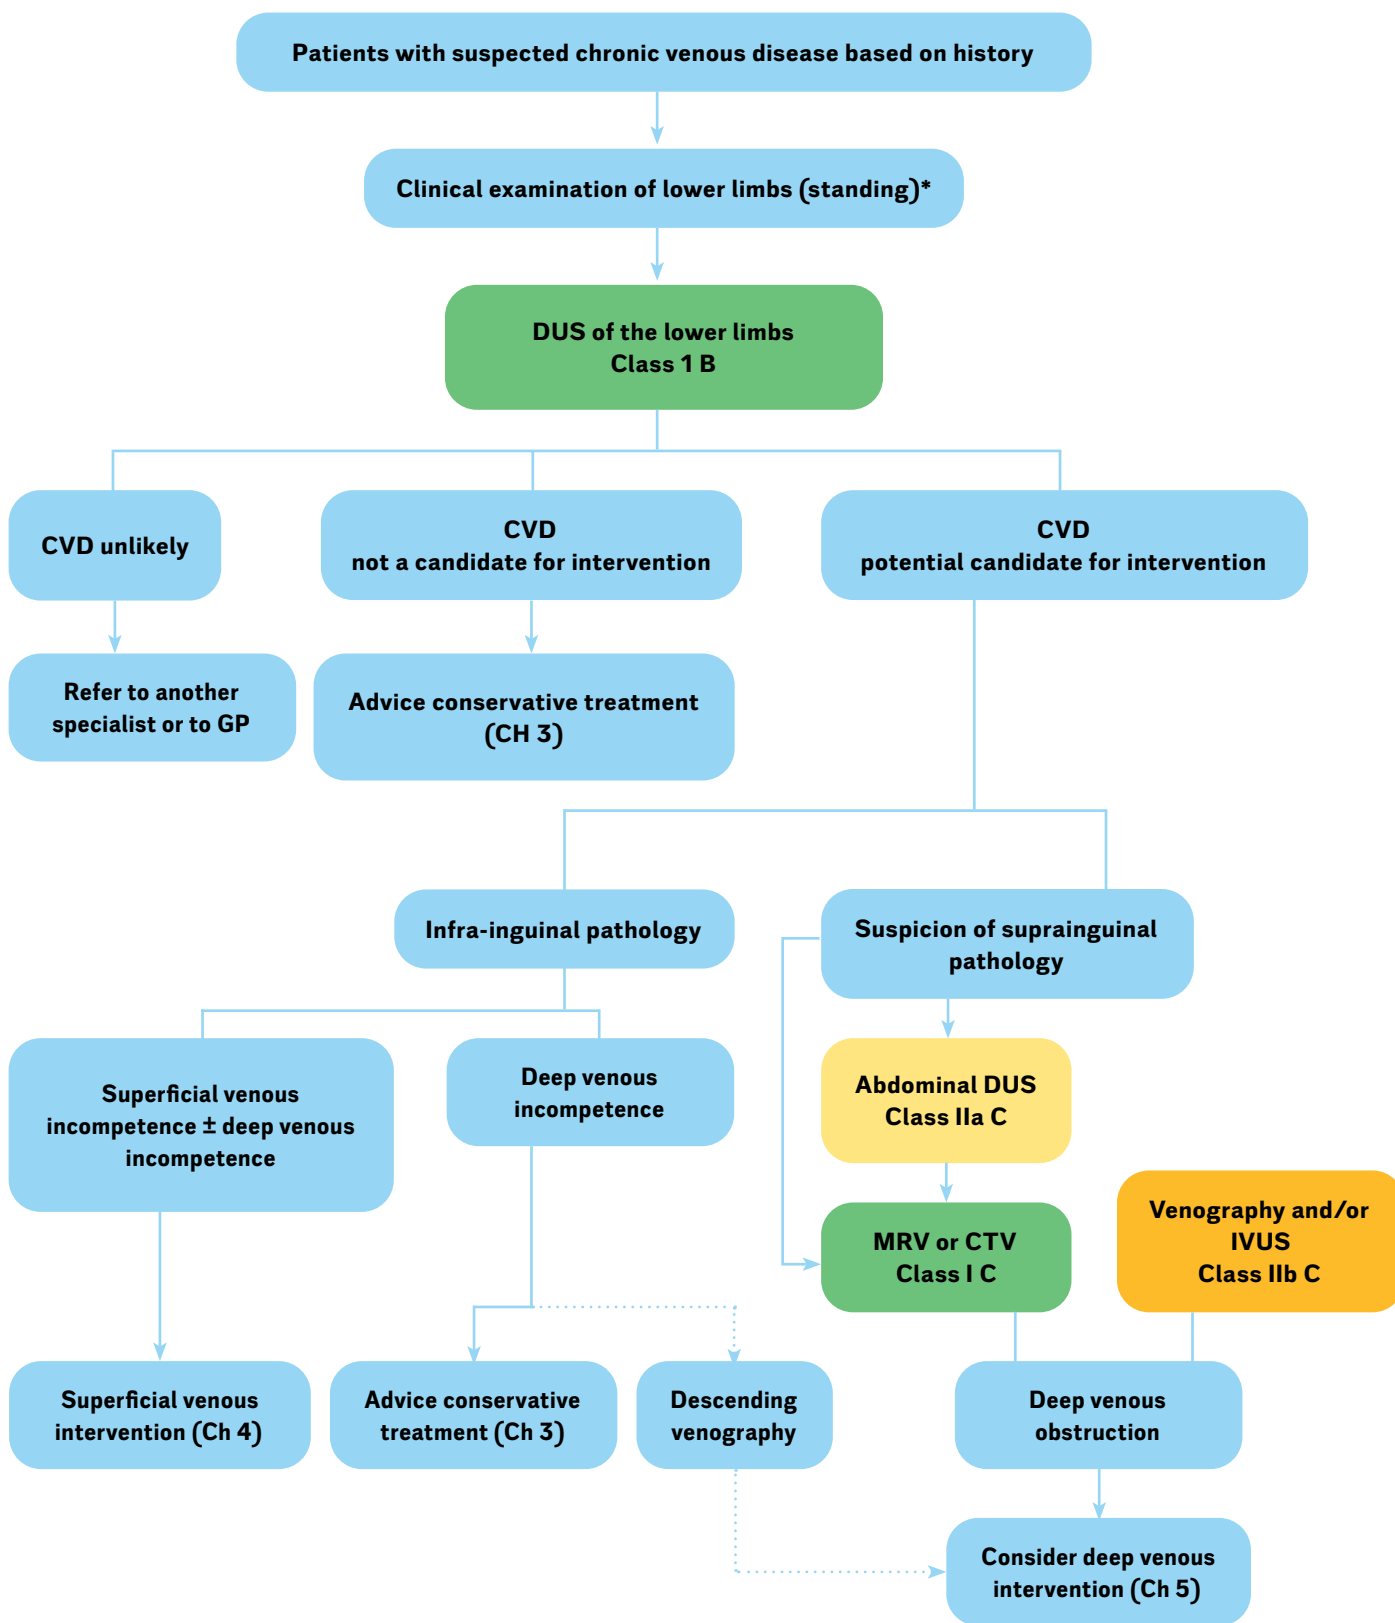 Patients with suspected chronic venous disease based on history
Clinical examination of lower limbs (standing)*
DUS of the lower limbs
Class 1 B
CVD unlikely
CVD
not a candidate for intervention
CVD
potential candidate for intervention
Refer to another
specialist or to GP
Advice conservative treatment
(CH 3)
Infra-inguinal pathology
Suspicion of suprainguinal
pathology
Superficial venous
incompetence ± deep venous
incompetence
Deep venous
incompetence
Abdominal DUS
Class IIa C
MRV or CTV
Class I C
Venography and/or
IVUS
Class IIb C
Superficial venous
intervention (Ch 4)
Advice conservative
treatment (Ch 3)
Descending
venography
Deep venous
obstruction
Consider deep venous
intervention (Ch 5)